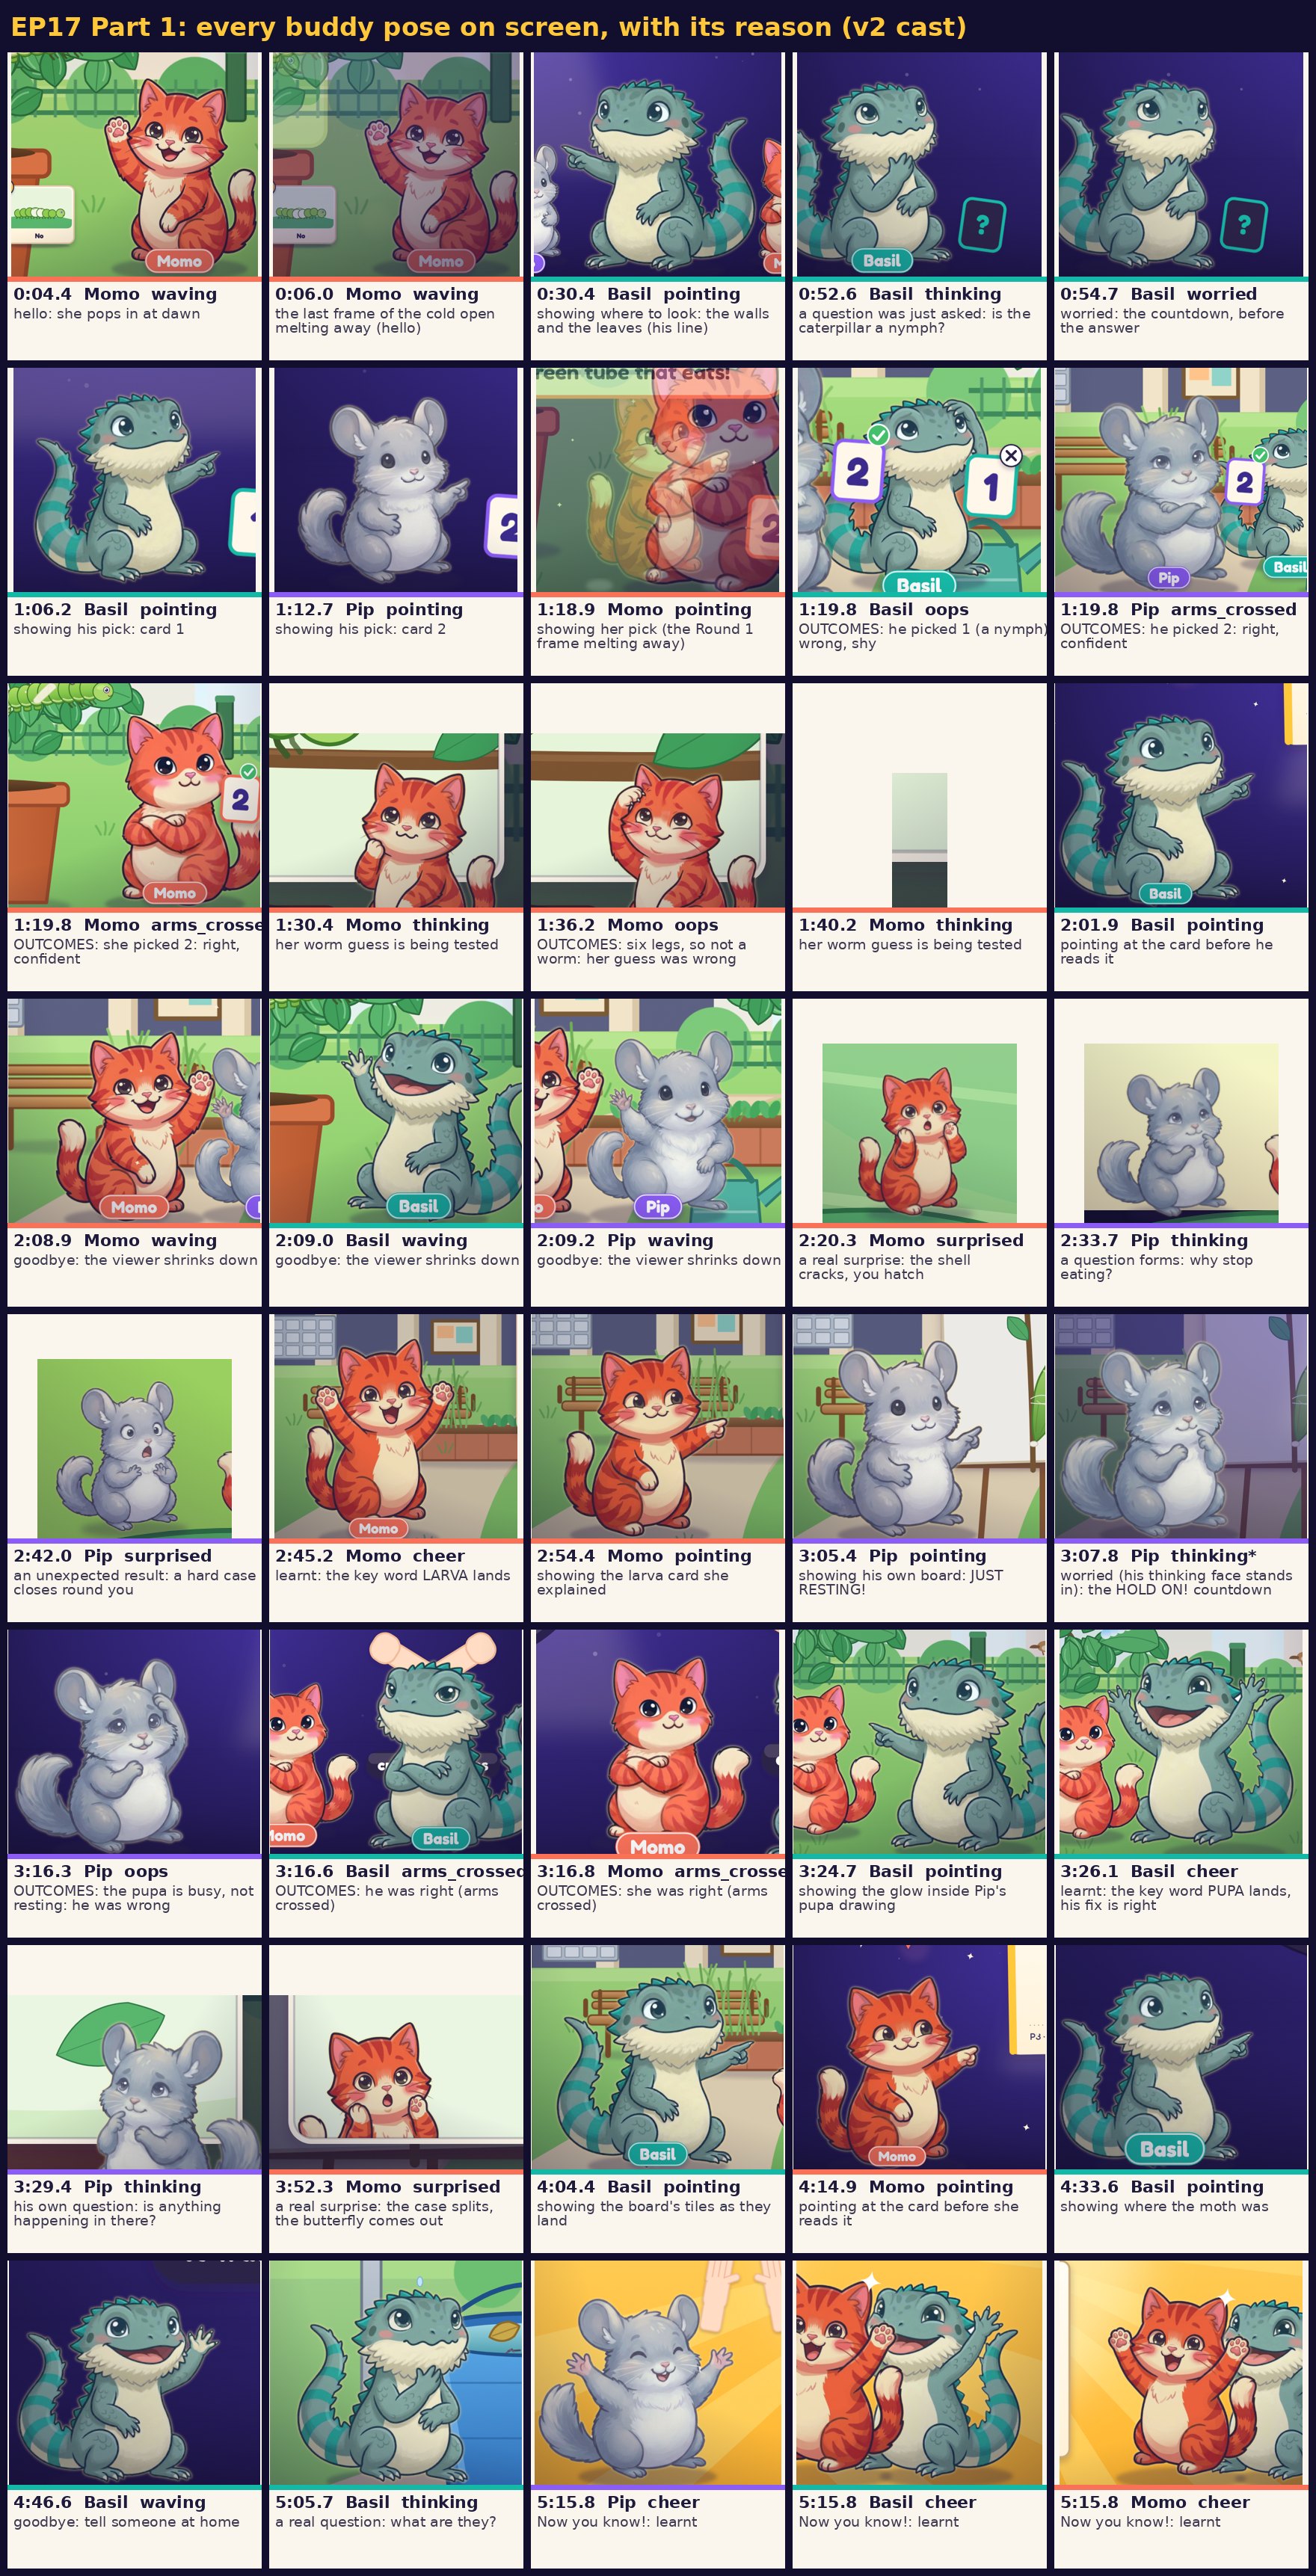 EP17 Part 1: every buddy pose on screen, with its reason (v2 cast)
No
Momo
0:04.4 Momo waving
hello: she pops in at dawn
No
Momo
0:06.0 Momo waving
the last frame of the cold open
melting away (hello)
0:30.4 Basil pointing
showing where to look: the walls
and the leaves (his line)
Basil
?
0:52.6 Basil thinking
a question was just asked: is the
caterpillar a nymph?
?
0:54.7 Basil worried
worried: the countdown, before
the answer
1:06.2 Basil pointing
showing his pick: card 1
2
1:12.7 Pip pointing
showing his pick: card 2
reen tube that eats!
2
1:18.9 Momo pointing
showing her pick (the Round 1
frame melting away)
2
1
Basil
1:19.8 Basil oops
OUTCOMES: he picked 1 (a nymph)
wrong, shy
2
Pip
Basil
1:19.8 Pip arms_crossed
OUTCOMES: he picked 2: right,
confident
2
Momo
1:19.8 Momo arms_crosse
OUTCOMES: she picked 2: right,
confident
1:30.4 Momo thinking
her worm guess is being tested
1:36.2 Momo oops
OUTCOMES: six legs, so not a
worm: her guess was wrong
1:40.2 Momo thinking
her worm guess is being tested
Basil
2:01.9 Basil pointing
pointing at the card before he
reads it
Momo
2:08.9 Momo waving
goodbye: the viewer shrinks down
Basil
2:09.0 Basil waving
goodbye: the viewer shrinks down
o
Pip
2:09.2 Pip waving
goodbye: the viewer shrinks down
2:20.3 Momo surprised
a real surprise: the shell
cracks, you hatch
2:33.7 Pip thinking
a question forms: why stop
eating?
2:42.0 Pip surprised
an unexpected result: a hard case
closes round you
Momo
2:45.2 Momo cheer
learnt: the key word LARVA lands
2:54.4 Momo pointing
showing the larva card she
explained
3:05.4 Pip pointing
showing his own board: JUST
RESTING!
3:07.8 Pip thinking*
worried (his thinking face stands
in): the HOLD ON! countdown
3:16.3 Pip oops
OUTCOMES: the pupa is busy, not
resting: he was wrong
Momo
Basil
3:16.6 Basil arms_crossed
OUTCOMES: he was right (arms
crossed)
Momo
3:16.8 Momo arms_crosse
OUTCOMES: she was right (arms
crossed)
3:24.7 Basil pointing
showing the glow inside Pip's
pupa drawing
3:26.1 Basil cheer
learnt: the key word PUPA lands,
his fix is right
3:29.4 Pip thinking
his own question: is anything
happening in there?
3:52.3 Momo surprised
a real surprise: the case splits,
the butterfly comes out
Basil
4:04.4 Basil pointing
showing the board's tiles as they
land
Momo
4:14.9 Momo pointing
pointing at the card before she
reads it
Basil
4:33.6 Basil pointing
showing where the moth was
4:46.6 Basil waving
goodbye: tell someone at home
5:05.7 Basil thinking
a real question: what are they?
5:15.8 Pip cheer
Now you know!: learnt
5:15.8 Basil cheer
Now you know!: learnt
5:15.8 Momo cheer
Now you know!: learnt